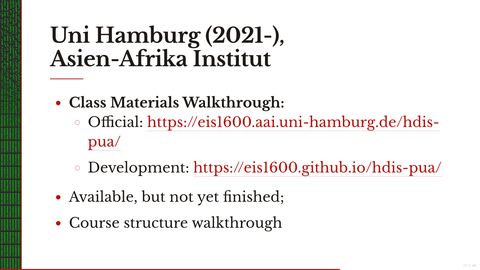 Uni Hamburg (2021-),
Asien-Afrika Institut
• Class Materials Walkthrough:
○ Official: https://eis1600.aai.uni-hamburg.de/hdis-
pua/
○ Development: https://eis1600.github.io/hdis-pua/
• Available, but not yet finished;
• Course structure walkthrough